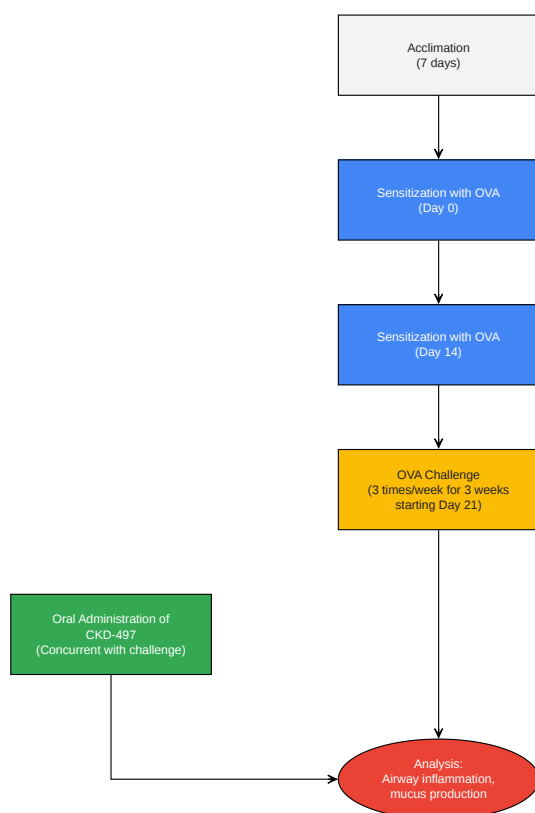 Acclimation
(7 days)
Sensitization with OVA
(Day 0)
Sensitization with OVA
(Day 14)
OVA Challenge
(3 times/week for 3 weeks
starting Day 21)
Oral Administration of
CKD-497
(Concurrent with challenge)
Analysis:
Airway inflammation,
mucus production